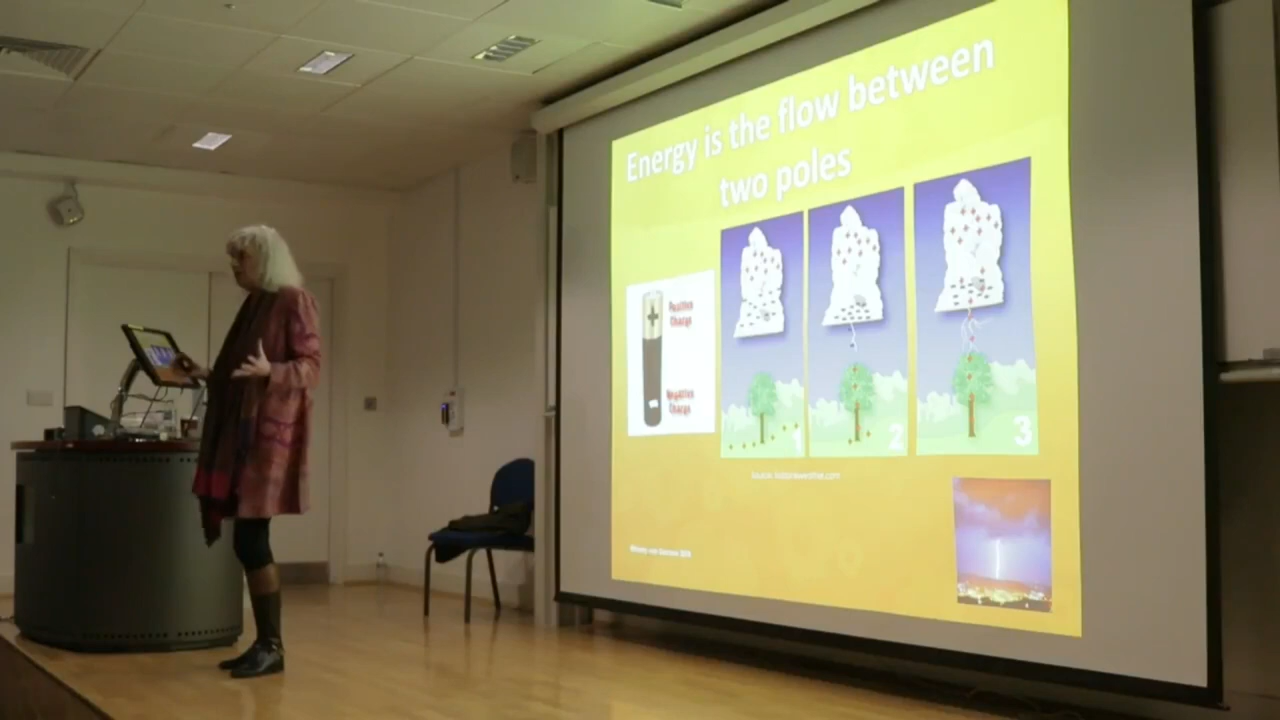 Energy is the flow between
two poles
Positive
Charge
Negative
Charge
1
2
3